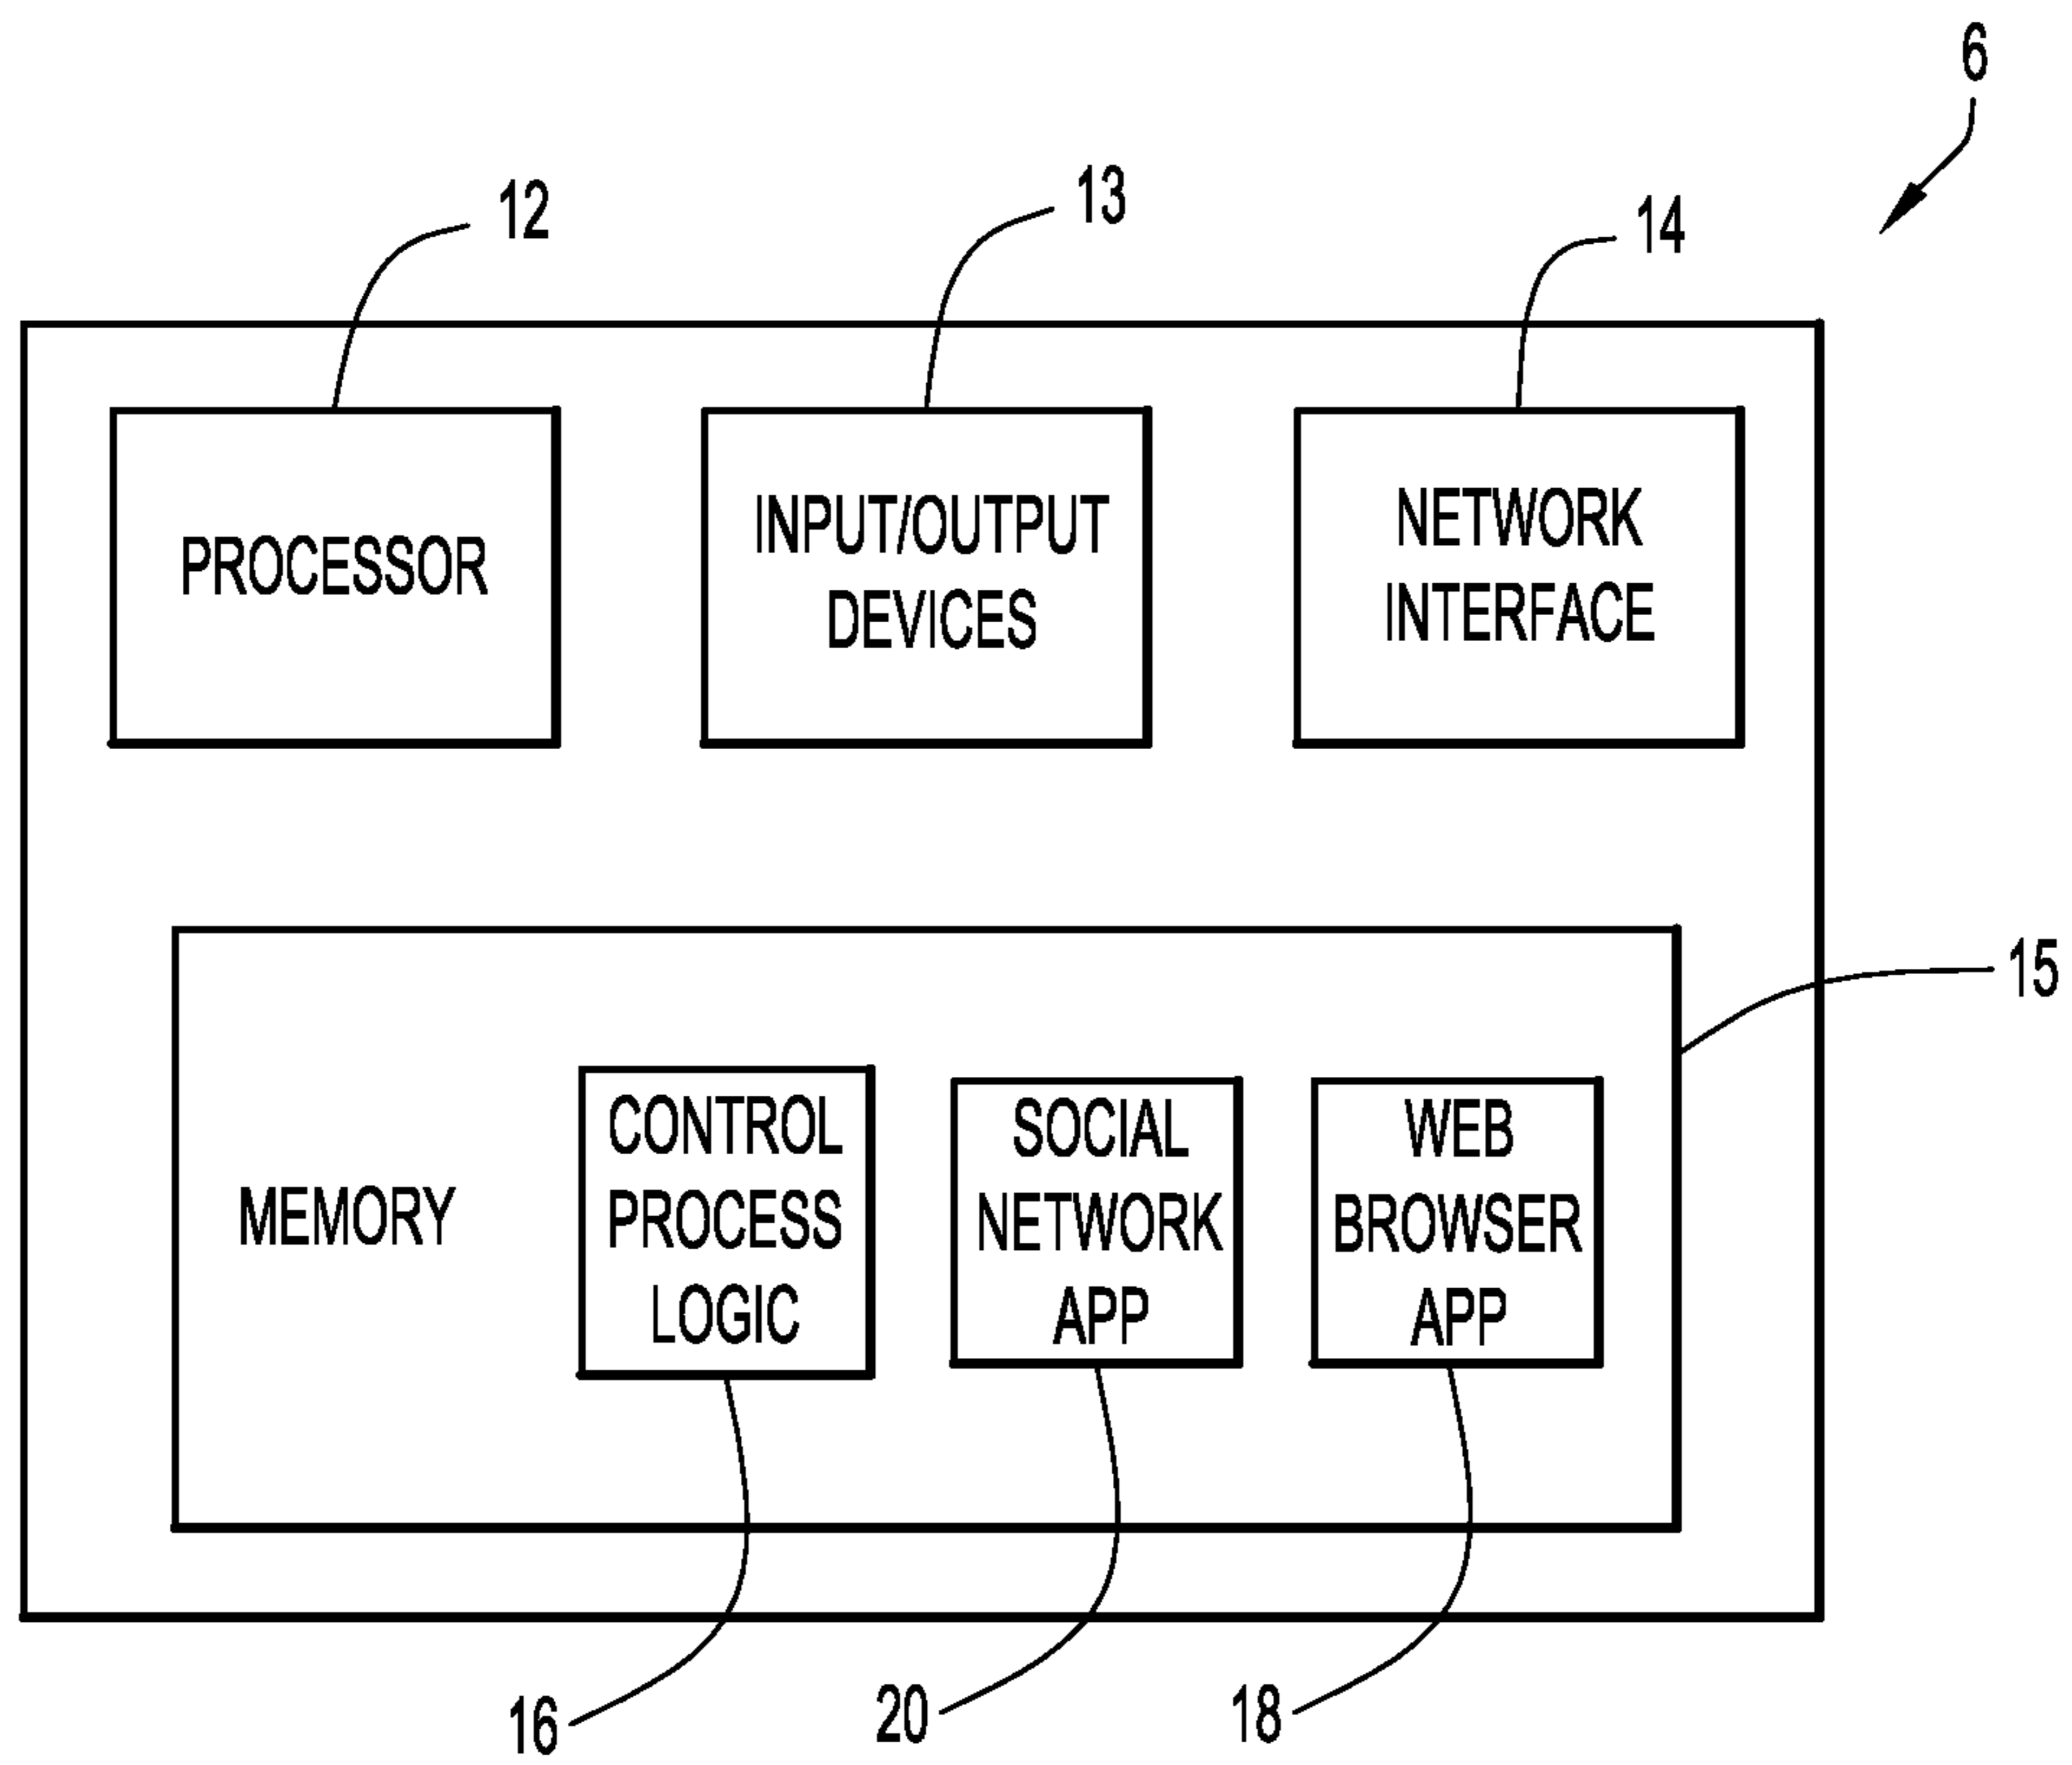 6
12
13
14
PROCESSOR
INPUT/OUTPUT
DEVICES
NETWORK
INTERFACE
15
MEMORY
CONTROL
PROCESS
LOGIC
SOCIAL
NETWORK
APP
WEB
BROWSER
APP
16
20
18